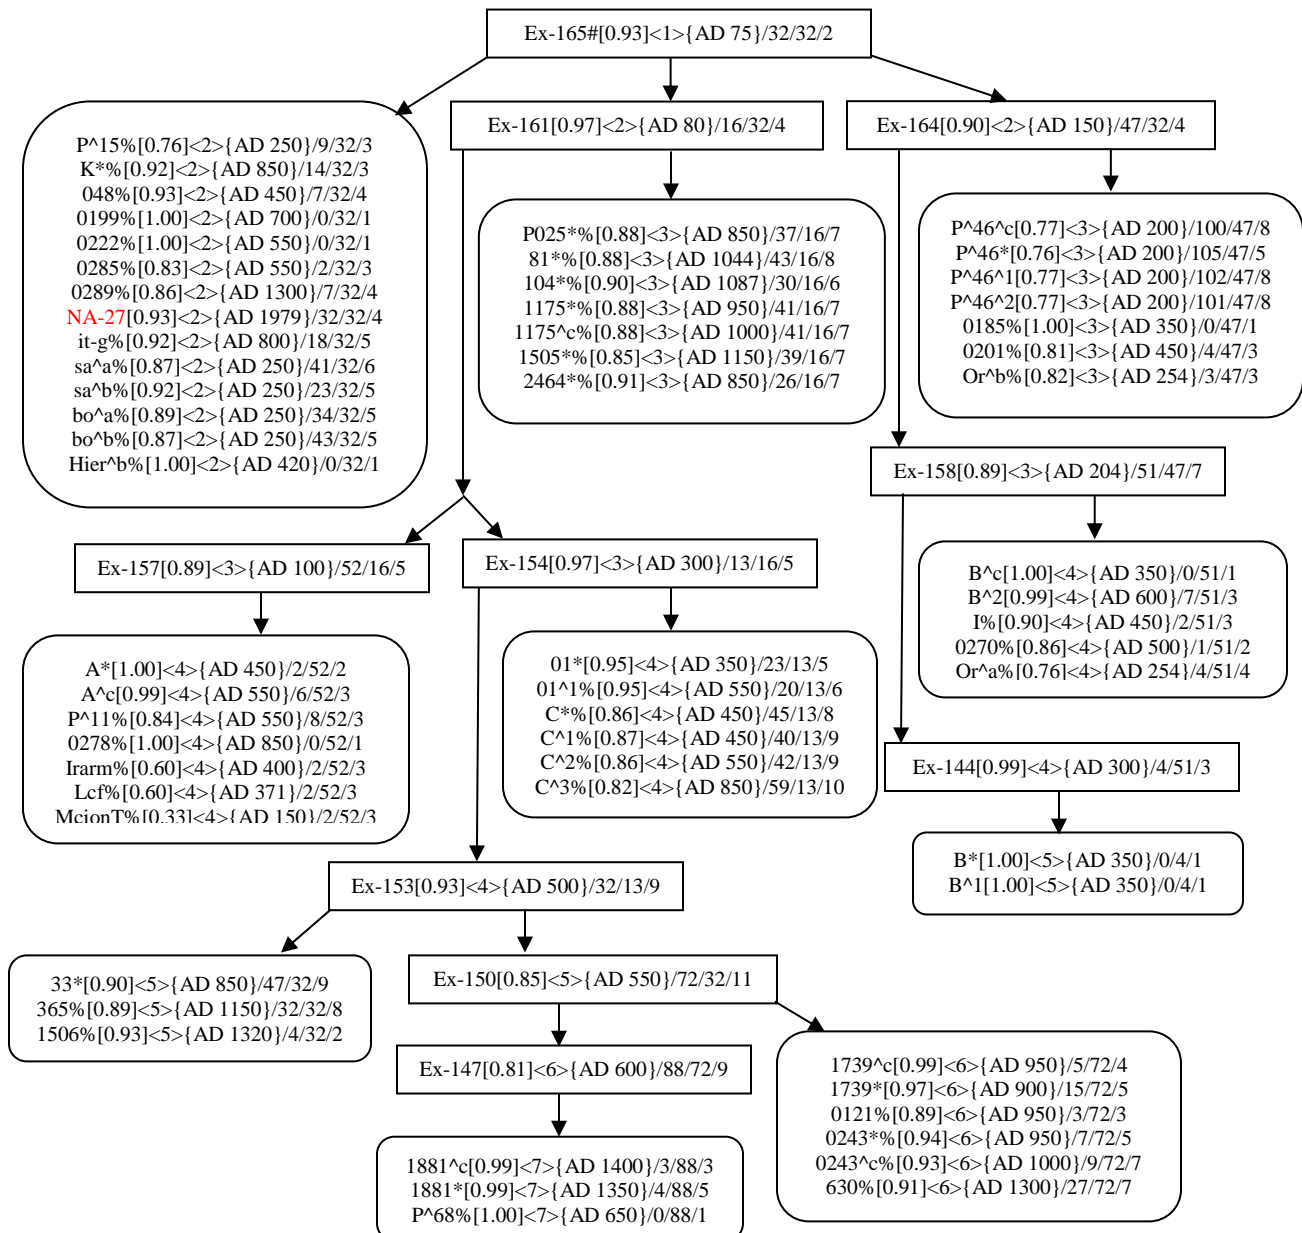 Ex-165#[0.93]<1>{AD 75}/32/32/2
P^15%[0.76]<2>{AD 250}/9/32/3
K*%[0.92]<2>{AD 850}/14/32/3
048%[0.93]<2>{AD 450}/7/32/4
0199%[1.00]<2>{AD 700}/0/32/1
0222%[1.00]<2>{AD 550}/0/32/1
0285%[0.83]<2>{AD 550}/2/32/3
0289%[0.86]<2>{AD 1300}/7/32/4
NA-27[0.93]<2>{AD 1979}/32/32/4
it-g%[0.92]<2>{AD 800}/18/32/5
sa^a%[0.87]<2>{AD 250}/41/32/6
sa^b%[0.92]<2>{AD 250}/23/32/5
bo^a%[0.89]<2>{AD 250}/34/32/5
bo^b%[0.87]<2>{AD 250}/43/32/5
Hier^b%[1.00]<2>{AD 420}/0/32/1
Ex-161[0.97]<2>{AD 80}/16/32/4
Ex-164[0.90]<2>{AD 150}/47/32/4
P025*%[0.88]<3>{AD 850}/37/16/7
81*%[0.88]<3>{AD 1044}/43/16/8
104*%[0.90]<3>{AD 1087}/30/16/6
1175*%[0.88]<3>{AD 950}/41/16/7
1175^c[0.88]<3>{AD 1000}/41/16/7
1505*%[0.85]<3>{AD 1150}/39/16/7
2464*%[0.91]<3>{AD 850}/26/16/7
P^46^c[0.77]<3>{AD 200}/100/47/8
P^46*[0.76]<3>{AD 200}/105/47/5
P^46^1[0.77]<3>{AD 200}/102/47/8
P^46^2[0.77]<3>{AD 200}/101/47/8
0185%[1.00]<3>{AD 350}/0/47/1
0201%[0.81]<3>{AD 450}/4/47/3
Or^b%[0.82]<3>{AD 254}/3/47/3
Ex-158[0.89]<3>{AD 204}/51/47/7
Ex-157[0.89]<3>{AD 100}/52/16/5
Ex-154[0.97]<3>{AD 300}/13/16/5
B^c[1.00]<4>{AD 350}/0/51/1
B^2[0.99]<4>{AD 600}/7/51/3
I%[0.90]<4>{AD 450}/2/51/3
0270%[0.86]<4>{AD 500}/1/51/2
Or^a%[0.76]<4>{AD 254}/4/51/4
A*[1.00]<4>{AD 450}/2/52/2
A^c[0.99]<4>{AD 550}/6/52/3
P^11%[0.84]<4>{AD 550}/8/52/3
0278%[1.00]<4>{AD 850}/0/52/1
Irarm%[0.60]<4>{AD 400}/2/52/3
Lcf%[0.60]<4>{AD 371}/2/52/3
McionT%[0.33]<4>{AD 150}/2/52/3
01*[0.95]<4>{AD 350}/23/13/5
01^1%[0.95]<4>{AD 550}/20/13/6
C*%[0.86]<4>{AD 450}/45/13/8
C^1%[0.87]<4>{AD 450}/40/13/9
C^2%[0.86]<4>{AD 550}/42/13/9
C^3%[0.82]<4>{AD 850}/59/13/10
Ex-144[0.99]<4>{AD 300}/4/51/3
B*[1.00]<5>{AD 350}/0/4/1
B^1[1.00]<5>{AD 350}/0/4/1
Ex-153[0.93]<4>{AD 500}/32/13/9
33*[0.90]<5>{AD 850}/47/32/9
365%[0.89]<5>{AD 1150}/32/32/8
1506%[0.93]<5>{AD 1320}/4/32/2
Ex-150[0.85]<5>{AD 550}/72/32/11
Ex-147[0.81]<6>{AD 600}/88/72/9
1739^c[0.99]<6>{AD 950}/5/72/4
1739*[0.97]<6>{AD 900}/15/72/5
0121%[0.89]<6>{AD 950}/3/72/3
0243*%[0.94]<6>{AD 950}/7/72/5
0243^c%[0.93]<6>{AD 1000}/9/72/7
630%[0.91]<6>{AD 1300}/27/72/7
1881^c[0.99]<7>{AD 1400}/3/88/3
1881*[0.99]<7>{AD 1350}/4/88/5
P^68%[1.00]<7>{AD 650}/0/88/1